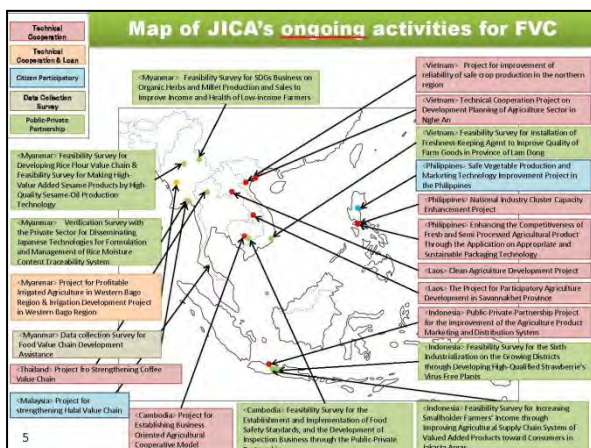 Technical
Cooperation
Technical
Cooperation & Loan
Citizen Participatory
Data Collection
Survey
Public-Private
Partnership
Map of JICA's ongoing activities for FVC
<Myanmar> Feasibility Survey for SDGs Business on
Organic Herbs and Millet Production and Sales to
Improve Income and Health of Low-income Farmers
<Myanmar> Feasibility Survey for
Developing Rice Flour Value Chain &
Feasibility Survey for Making High-
Value Added Sesame Products by High-
Quality Sesame-Oil Production
Technology
<Myanmar> Verification Survey with
the Private Sector for Disseminating
Japanese Technologies for Formulation
and Management of Rice Moisture
Content Traceability System
<Myanmar> Project for Profitable
Irrigated Agriculture in Western Bago
Region & Irrigation Development Project
in Western Bago Region
<Myanmar> Data collection Survey for
Food Value Chain Development
Assistance
<Thailand> Project fro Strengthening Coffee
Value Chain
<Malaysia> Project for
strengthening Halal Value Chain
<Cambodia> Project for
Establishing Business
Oriented Agricultural
Cooperative Model
<Cambodia> Feasibility Survey for the
Establishment and Implementation of Food
Safety Standards, and the Development of
Inspection Business through the Public-Private
<Vietnam> Project for improvement of
reliability of safe crop production in the northern
region
<Vietnam> Technical Cooperation Project on
Development Planning of Agriculture Sector in
Nghe An
<Vietnam> Feasibility Survey for Installation of
Freshness-Keeping Agent to Improve Quality of
Farm Goods in Province of Lam Dong
<Philippines> Safe Vegetable Production and
Marketing Technology Improvement Project in
the Philippines
<Philippines> National Industry Cluster Capacity
Enhancement Project
<Philippines> Enhancing the Competitiveness of
Fresh and Semi Processed Agricultural Product
Through the Application on Appropriate and
Sustainable Packaging Technology
<Laos> Clean Agriculture Development Project
<Laos> The Project for Participatory Agriculture
Development in Savannakhet Province
<Indonesia> Public-Private-Partnership Project
for the Improvement of the Agriculture Product
Marketing and Distribution System
<Indonesia> Feasibility Survey for the Sixth
Industrialization on the Growing Districts
through Developing High-Qualified Strawberrie's
Virus-Free Plants
<Indonesia> Feasibility Survey for Increasing
Smallholder Farmers' Income through
Improving Agricultural Supply Chain System of
Valued Added Products toward Consumers in
5